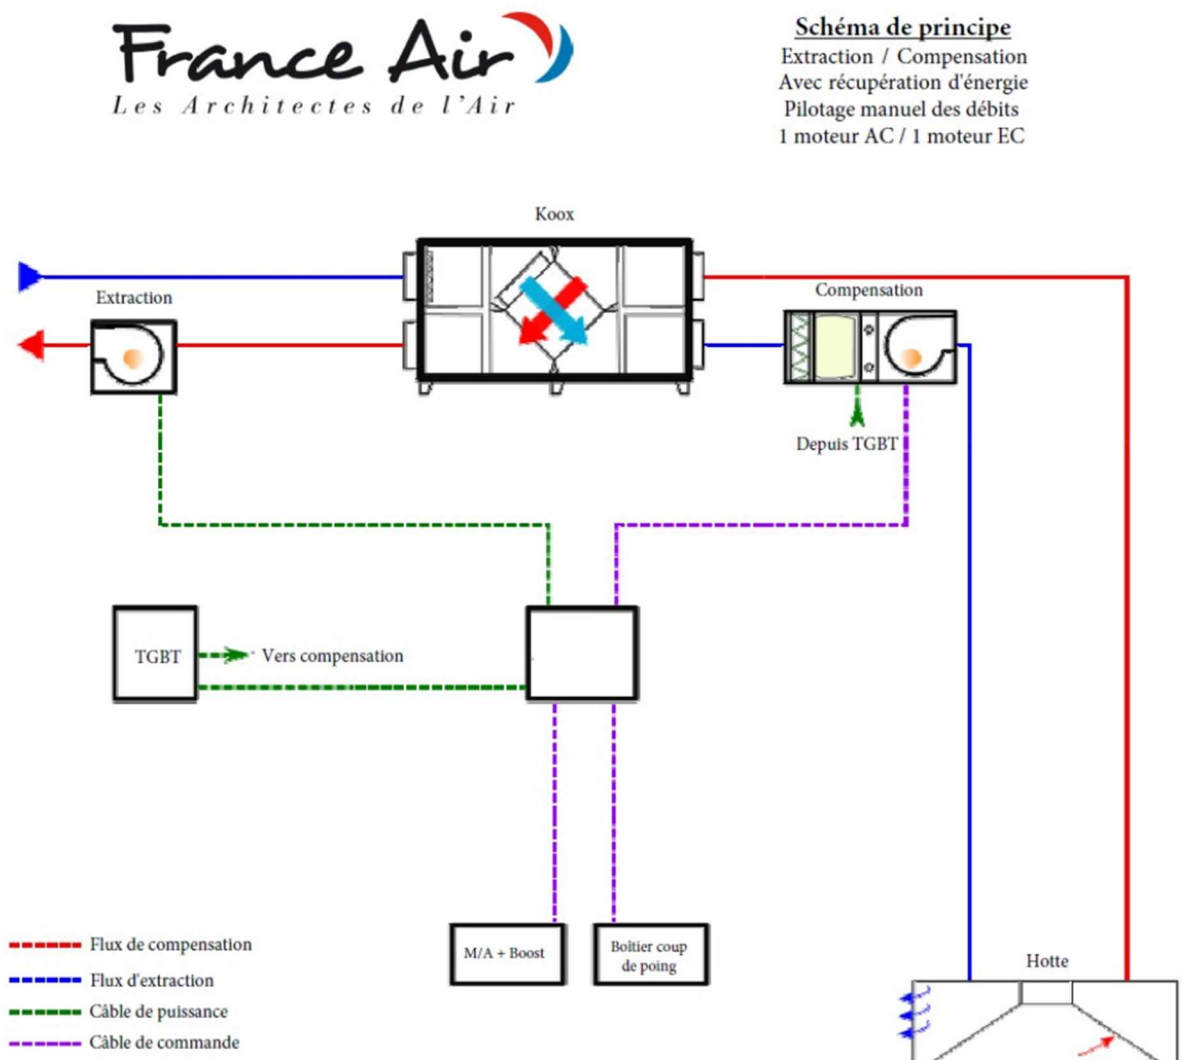 France Air
Les Architectes de l'Air
Schéma de principe
Extraction / Compensation
Avec récupération d'énergie
Pilotage manuel des débits
1 moteur AC / 1 moteur EC
Koox
Extraction
Compensation
Depuis TGBT
TGBT
Vers compensation
M/A + Boost
Boîtier coup
de poing
Hotte
Flux de compensation
Flux d'extraction
Câble de puissance
Câble de commande